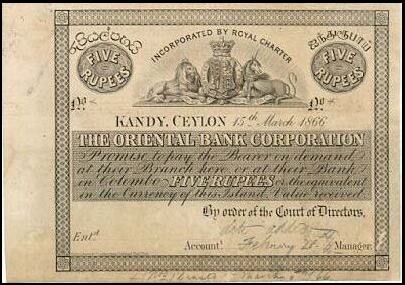 INCORPORATED BY ROYAL CHARTER
FIVE RUPEES
FIVE RUPEES
No
No
KANDY, CEYLON 15th March 1866
THE ORIENTAL BANK CORPORATION
Promise to pay the Bearer on demand
at their Branch here or at their Bank
in Colombo FIVE RUPEES or the equivalent
in the Currency of this Island. Value received.
By order of the Court of Directors,
Entd.
Accountt. February Manager.